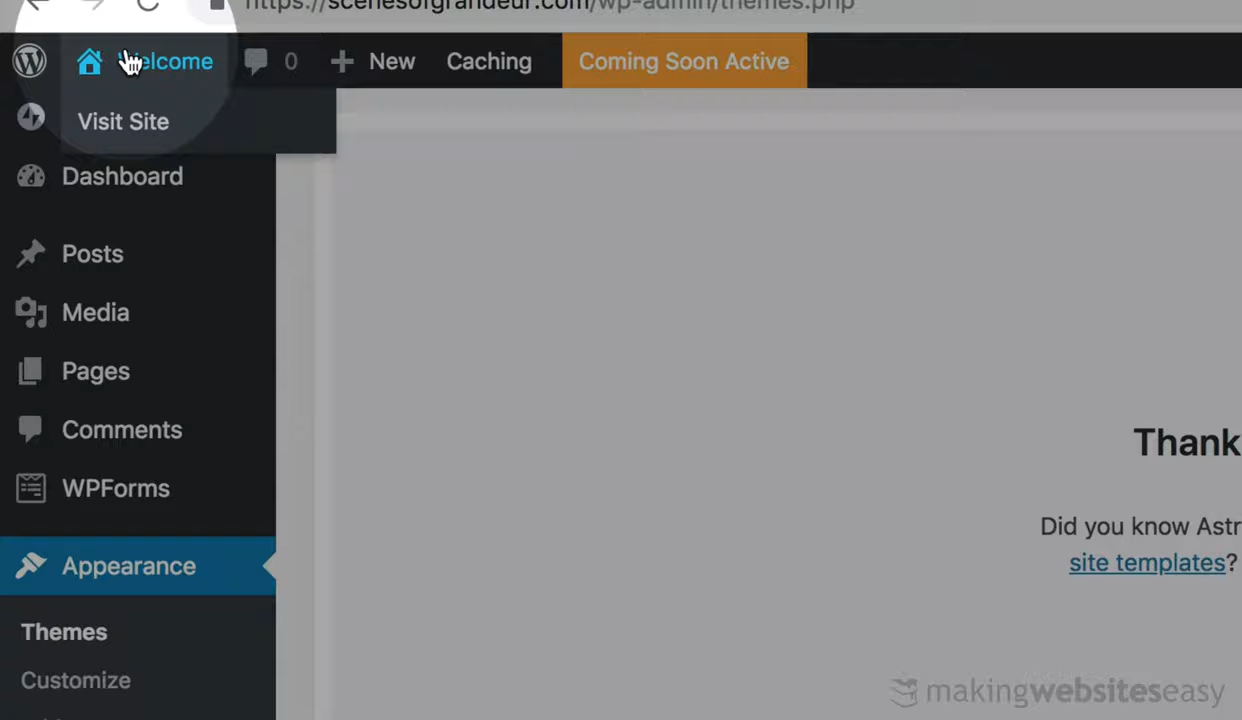 https://scenesofgrandeur.com/wp-admin/themes.php
Welcome 0 New Caching Coming Soon Active
Visit Site
Dashboard
Posts
Media
Pages
Comments
Thank
WPForms
Did you know Astr
site templates?
Appearance
Themes
Customize
makingwebsiteseasy